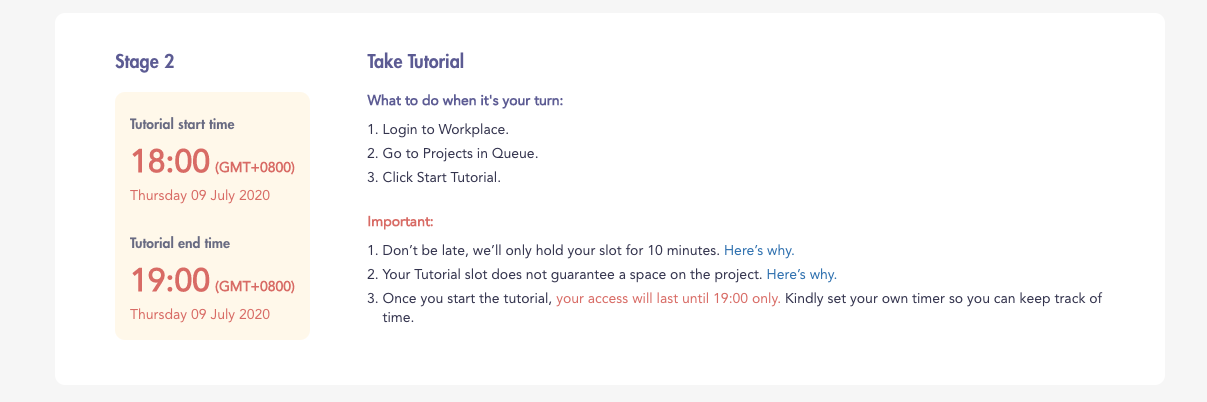 Stage 2
Tutorial start time
18:00 (GMT+0800)
Thursday 09 July 2020
Tutorial end time
19:00 (GMT+0800)
Thursday 09 July 2020
Take Tutorial
What to do when it's your turn:
1. Login to Workplace.
2. Go to Projects in Queue.
3. Click Start Tutorial.
Important:
1. Don’t be late, we’ll only hold your slot for 10 minutes. Here’s why.
2. Your Tutorial slot does not guarantee a space on the project. Here’s why.
3. Once you start the tutorial, your access will last until 19:00 only. Kindly set your own timer so you can keep track of
time.